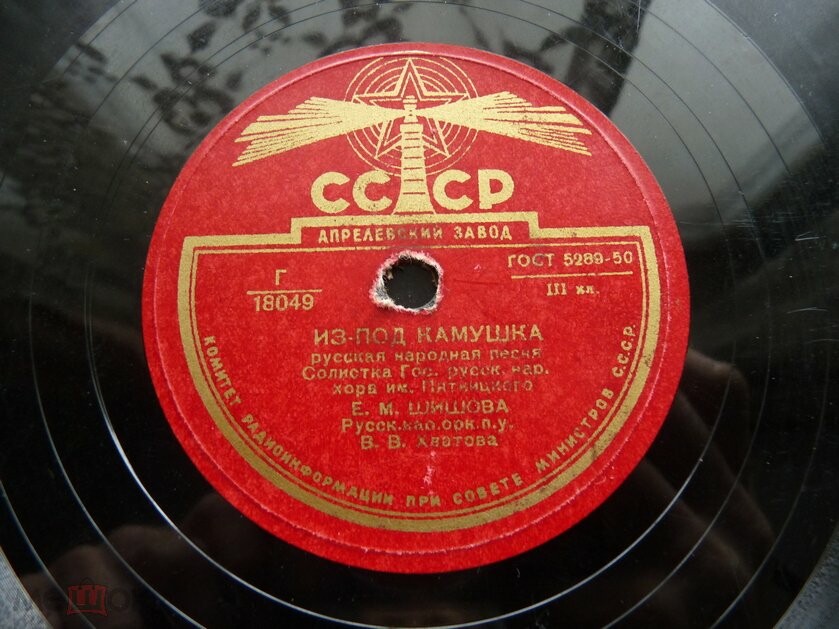 СССР
АПРЕЛЕВСКИЙ ЗАВОД
Г
18049
ГОСТ 5289-50
III кл.
ИЗ-ПОД КАМУШКА
русская народная песня
Солистка Гос. русск. нар.
хора им. Пятницкого
Е. М. ШИШОВА
Русск.нар.орк.п.у.
В. В. Хватова
КОМИТЕТ РАДИОИНФОРМАЦИИ ПРИ СОВЕТЕ МИНИСТРОВ СССР.